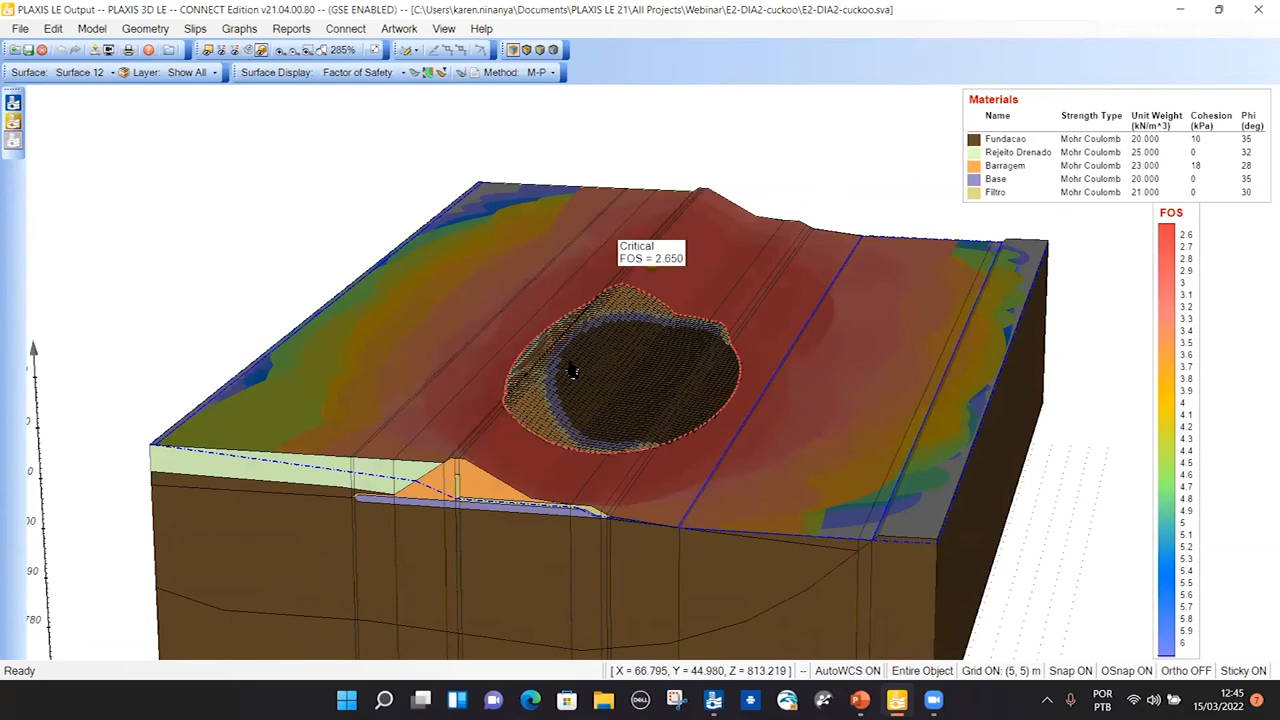 PLAXIS LE Output -- PLAXIS 3D LE -- CONNECT Edition v21.04.00.80 -- (GSE ENABLED) -- [C:\Users\karen.ninanya\Documents\PLAXIS LE 21\All Projects\Webinar\E2-DIA2-cuckoo\E2-DIA2-cuckoo.sva]
File Edit Model Geometry Slips Graphs Reports Connect Artwork View Help
285%
Surface: Surface 12 Layer: Show All Surface Display: Factor of Safety Method: M-P
Materials
Name Strength Type Unit Weight (kN/m^3) Cohesion (kPa) Phi (deg)
Fundacao Mohr Coulomb 20.000 10 35
Rejeito Drenado Mohr Coulomb 25.000 0 32
Barragem Mohr Coulomb 23.000 18 28
Base Mohr Coulomb 20.000 0 35
Filtro Mohr Coulomb 21.000 0 30
FOS
2.6
2.7
2.8
2.9
3
3.1
3.2
3.3
3.4
3.5
3.6
3.7
3.8
3.9
4
4.1
4.2
4.3
4.4
4.5
4.6
4.7
4.8
4.9
5
5.1
5.2
5.3
5.4
5.5
5.6
5.7
5.8
5.9
6
Critical
FOS = 2.650
0
0
0
00
90
780
Ready [ X = 66.795, Y = 44.980, Z = 813.219] -- AutoWCS ON Entire Object Grid ON: (5, 5) m Snap ON OSnap ON Ortho OFF Sticky ON
DELL
POR
PTB
12:45
15/03/2022
7